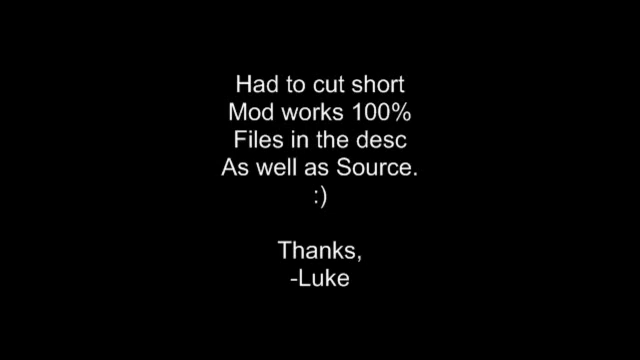 Had to cut short
Mod works 100%
Files in the desc
As well as Source.
:)
Thanks,
-Luke